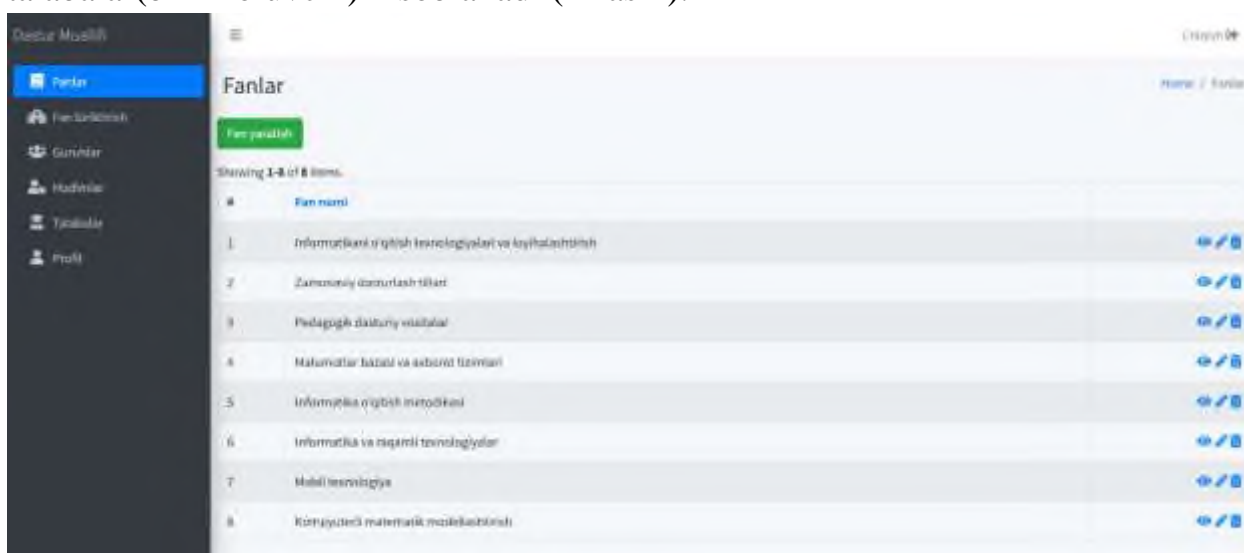 Dastur Muallifi
Chiqish
Fanlar
Guruhlar
Hodimlar
Talabalar
Profil
Fanlar
Home / Fanlar
Fan yaratish
Showing 1-8 of 8 items.
# Fan nomi
1 Informatikani o'qitish texnologiyalari va loyihalashtirish
2 Zamonaviy dasturlash tillari
3 Pedagogik dasturiy vositalar
4 Malumotlar bazasi va axborot tizimlari
5 Informatika o'qitish metodikasi
6 Informatika va raqamli texnologiyalar
7 Mobil texnologiya
8 Kompyuterli matematik modellashtirish